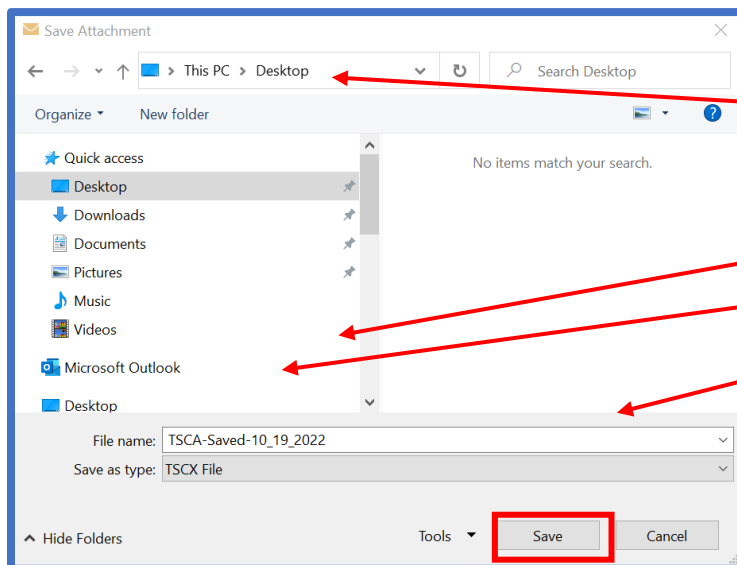 Save Attachment
This PC > Desktop
Search Desktop
Organize
New folder
?
Quick access
No items match your search.
Desktop
Downloads
Documents
Pictures
Music
Videos
Microsoft Outlook
Desktop
File name: TSCA-Saved-10_19_2022
Save as type: TSCX File
Hide Folders
Tools
Save
Cancel